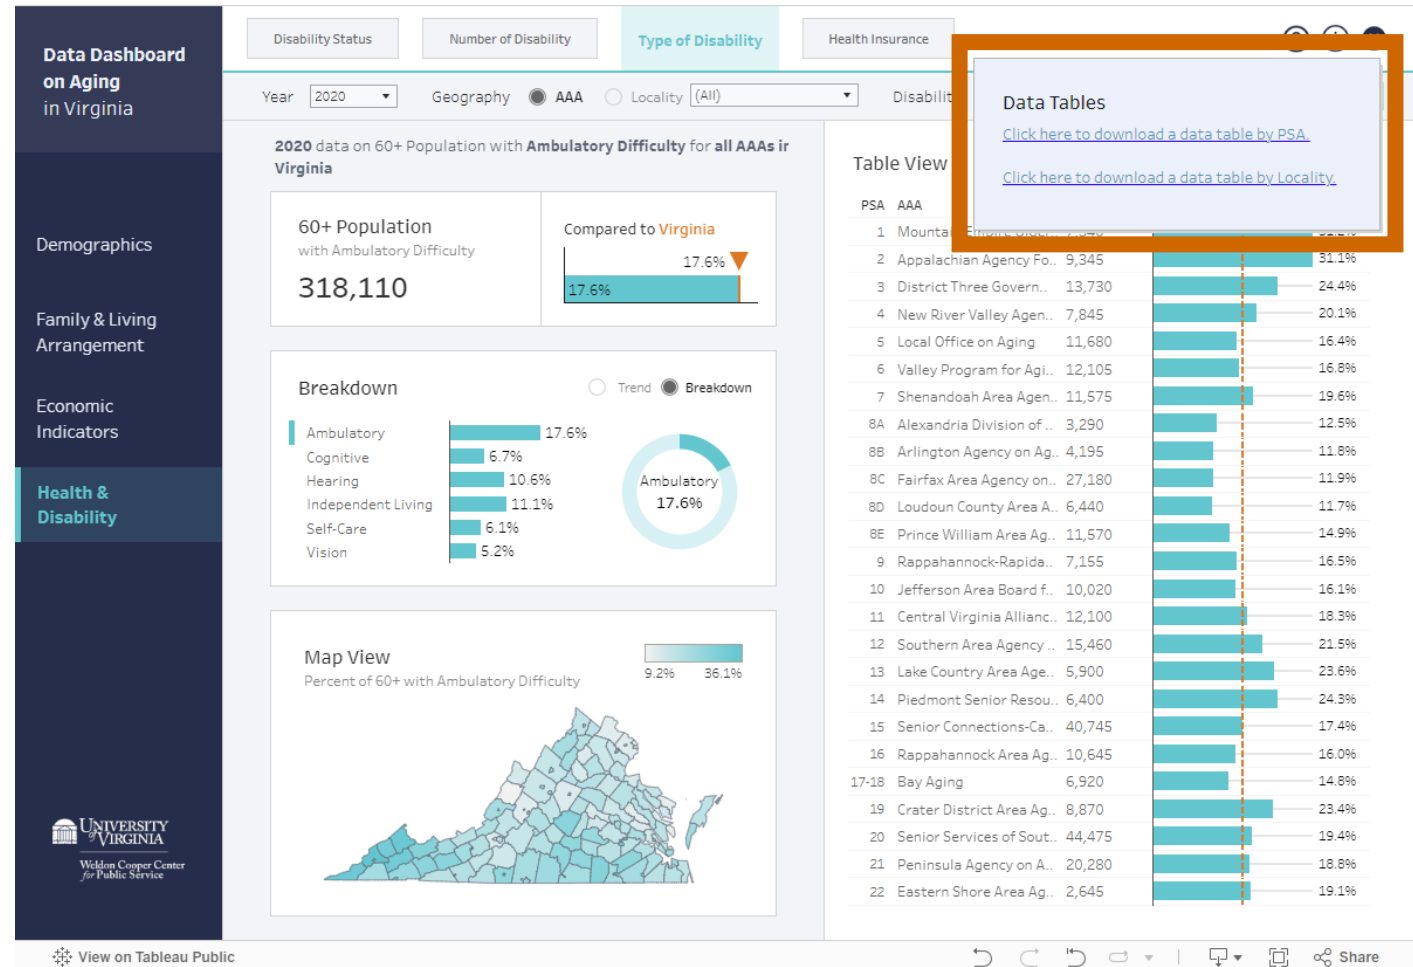 Data Dashboard
on Aging
in Virginia
Disability Status
Number of Disability
Type of Disability
Health Insurance
Year
2020
Geography
AAA
Locality
(All)
Data Tables
Click here to download a data table by PSA.
Click here to download a data table by Locality.
Demographics
Family & Living
Arrangement
Economic
Indicators
Health &
Disability
UNIVERSITY
of VIRGINIA
Weldon Cooper Center
for Public Service
2020 data on 60+ Population with Ambulatory Difficulty for all AAAs ir
Virginia
60+ Population
with Ambulatory Difficulty
318,110
Compared to Virginia
17.6%
17.6%
Breakdown
Trend
Breakdown
Ambulatory 17.6%
Cognitive 6.7%
Hearing 10.6%
Independent Living 11.1%
Self-Care 6.1%
Vision 5.2%
Ambulatory
17.6%
Map View
Percent of 60+ with Ambulatory Difficulty
9.2% 36.1%
Table View
PSA AAA
1
2 Appalachian Agency Fo.. 9,345 31.1%
3 District Three Govern.. 13,730 24.4%
4 New River Valley Agen.. 7,845 20.1%
5 Local Office on Aging 11,680 16.4%
6 Valley Program for Agi.. 12,105 16.8%
7 Shenandoah Area Agen.. 11,575 19.6%
8A Alexandria Division of .. 3,290 12.5%
8B Arlington Agency on Ag.. 4,195 11.8%
8C Fairfax Area Agency on.. 27,180 11.9%
8D Loudoun County Area A.. 6,440 11.7%
8E Prince William Area Ag.. 11,570 14.9%
9 Rappahannock-Rapida.. 7,155 16.5%
10 Jefferson Area Board f.. 10,020 16.1%
11 Central Virginia Allianc.. 12,100 18.3%
12 Southern Area Agency .. 15,460 21.5%
13 Lake Country Area Age.. 5,900 23.6%
14 Piedmont Senior Resou.. 6,400 24.3%
15 Senior Connections-Ca.. 40,745 17.4%
16 Rappahannock Area Ag.. 10,645 16.0%
17-18 Bay Aging 6,920 14.8%
19 Crater District Area Ag.. 8,870 23.4%
20 Senior Services of Sout.. 44,475 19.4%
21 Peninsula Agency on A.. 20,280 18.8%
22 Eastern Shore Area Ag.. 2,645 19.1%
View on Tableau Public
Share